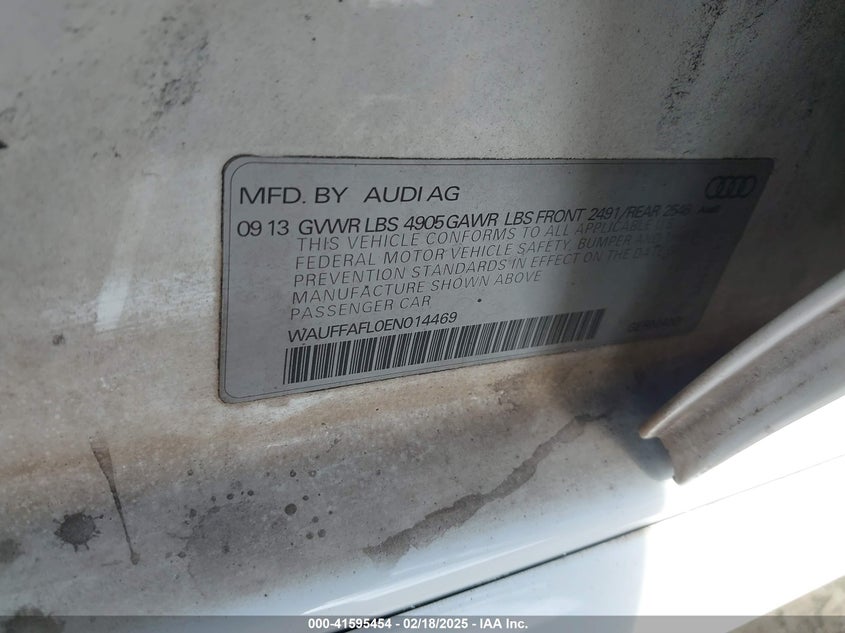 MFD. BY AUDI AG
09 13 GVWR LBS 4905 GAWR LBS FRONT 2491/REAR 2546 Audi
THIS VEHICLE CONFORMS TO ALL APPLICABLE
FEDERAL MOTOR VEHICLE SAFETY, BUMPER AND
PREVENTION STANDARDS IN EFFECT ON THE DATE
MANUFACTURE SHOWN ABOVE
PASSENGER CAR
WAUFFAFL0EN014469
000-41595454 - 02/18/2025 - IAA Inc.